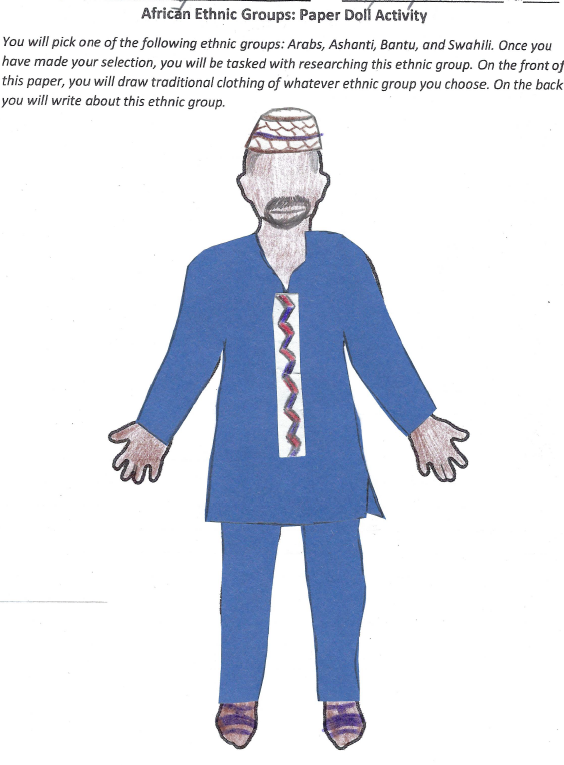 African Ethnic Groups: Paper Doll Activity
You will pick one of the following ethnic groups: Arabs, Ashanti, Bantu, and Swahili. Once you
have made your selection, you will be tasked with researching this ethnic group. On the front of
this paper, you will draw traditional clothing of whatever ethnic group you choose. On the back
you will write about this ethnic group.